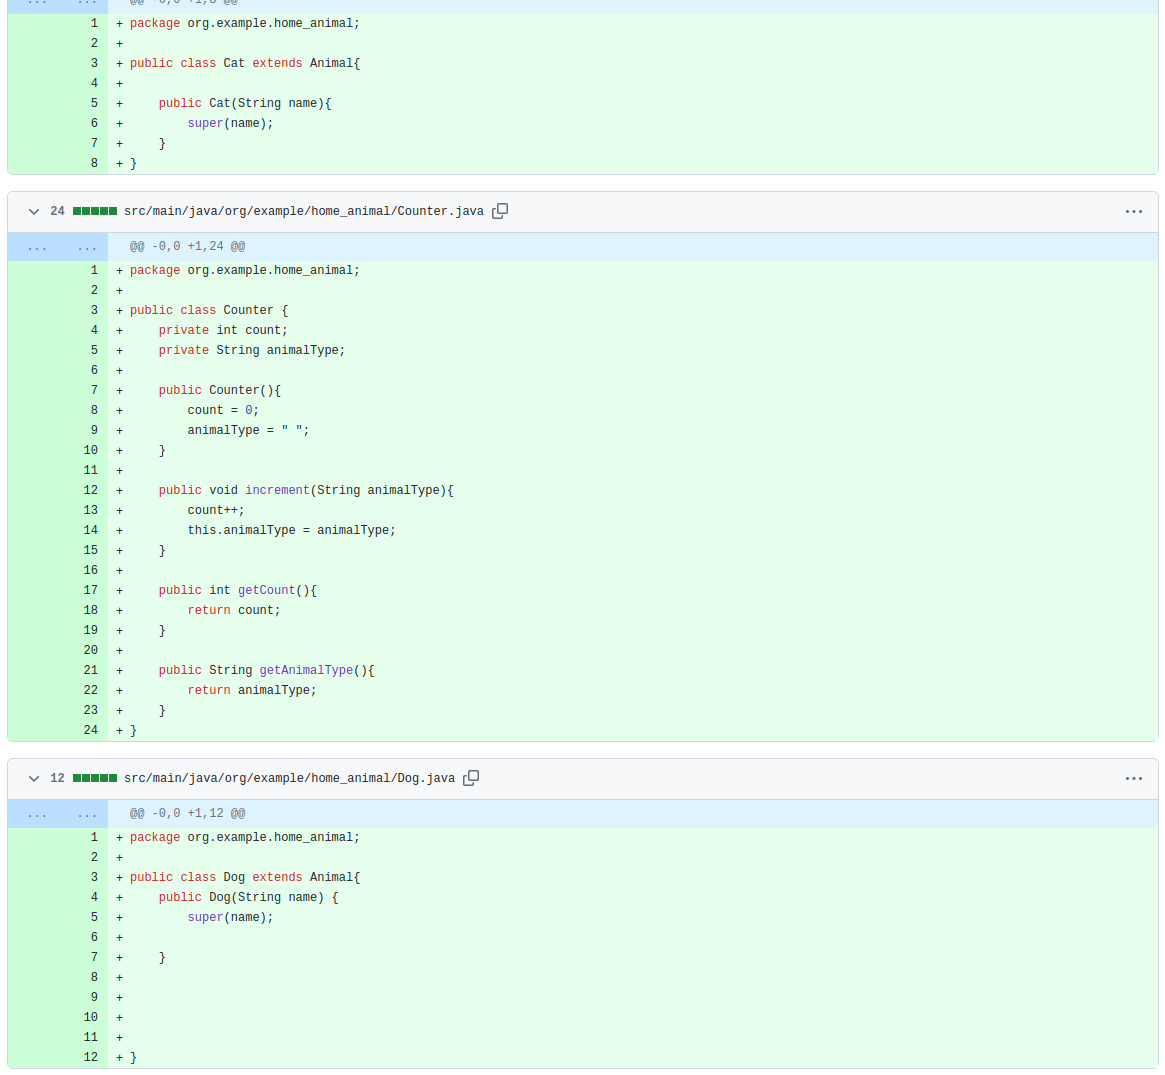 ... ... @@ -0,0 +1,8 @@
1 + package org.example.home_animal;
2 +
3 + public class Cat extends Animal{
4 +
5 +     public Cat(String name){
6 +         super(name);
7 +     }
8 + }
24 src/main/java/org/example/home_animal/Counter.java
... ... @@ -0,0 +1,24 @@
1 + package org.example.home_animal;
2 +
3 + public class Counter {
4 +     private int count;
5 +     private String animalType;
6 +
7 +     public Counter(){
8 +         count = 0;
9 +         animalType = " ";
10 +     }
11 +
12 +     public void increment(String animalType){
13 +         count++;
14 +         this.animalType = animalType;
15 +     }
16 +
17 +     public int getCount(){
18 +         return count;
19 +     }
20 +
21 +     public String getAnimalType(){
22 +         return animalType;
23 +     }
24 + }
12 src/main/java/org/example/home_animal/Dog.java
... ... @@ -0,0 +1,12 @@
1 + package org.example.home_animal;
2 +
3 + public class Dog extends Animal{
4 +     public Dog(String name) {
5 +         super(name);
6 +
7 +     }
8 +
9 +
10 +
11 +
12 + }